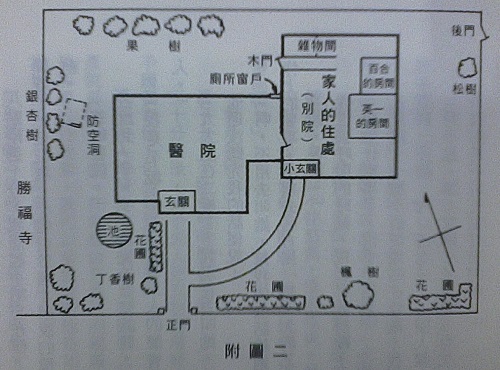 果樹
後門
木門
雜物間
廁所窗戶
百合
的房間
松樹
家人的住處
（別院）
英一
的房間
銀杏樹
防空洞
醫院
小玄關
勝福寺
玄關
池
花圃
丁香樹
花圃
楓樹
花圃
正門
附圖二